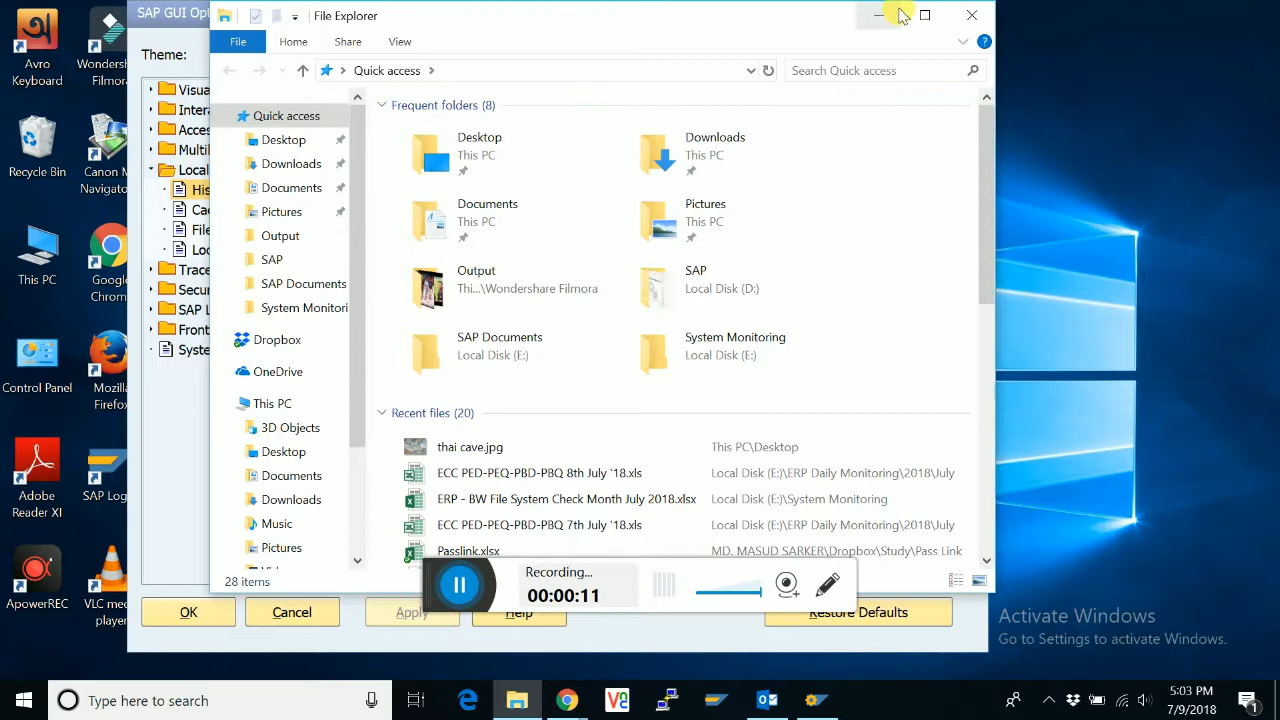 SAP GUI Opt
File Explorer
File
Home
Share
View
Quick access
Search Quick access
Avro
Keyboard
Wondersh
Filmora
Recycle Bin
Canon M
Navigator
This PC
Google
Chrom
Control Panel
Mozilla
Firefox
Adobe
Reader XI
SAP Log
ApowerREC
VLC me
player
Theme:
Visua
Intera
Acces
Multil
Local
His
Cac
File
Loc
Trace
Secur
SAP L
Front
Syste
Quick access
Desktop
Downloads
Documents
Pictures
Output
SAP
SAP Documents
System Monitori
Dropbox
OneDrive
This PC
3D Objects
Desktop
Documents
Downloads
Music
Pictures
Frequent folders (8)
Desktop
This PC
Downloads
This PC
Documents
This PC
Pictures
This PC
Output
Thi...\Wondershare Filmora
SAP
Local Disk (D:)
SAP Documents
Local Disk (E:)
System Monitoring
Local Disk (E:)
Recent files (20)
thai cave.jpg This PC\Desktop
ECC PED-PEQ-PBD-PBQ 8th July '18.xls Local Disk (E:)\ERP Daily Monitoring\2018\July
ERP - BW File System Check Month July 2018.xlsx Local Disk (E:)\System Monitoring
ECC PED-PEQ-PBD-PBQ 7th July '18.xls Local Disk (E:)\ERP Daily Monitoring\2018\July
Passlink.xlsx MD. MASUD SARKER\Dropbox\Study\Pass Link
28 items
Recording...
00:00:11
OK
Cancel
Apply
Help
Restore Defaults
Activate Windows
Go to Settings to activate Windows.
Type here to search
5:03 PM
7/9/2018
1